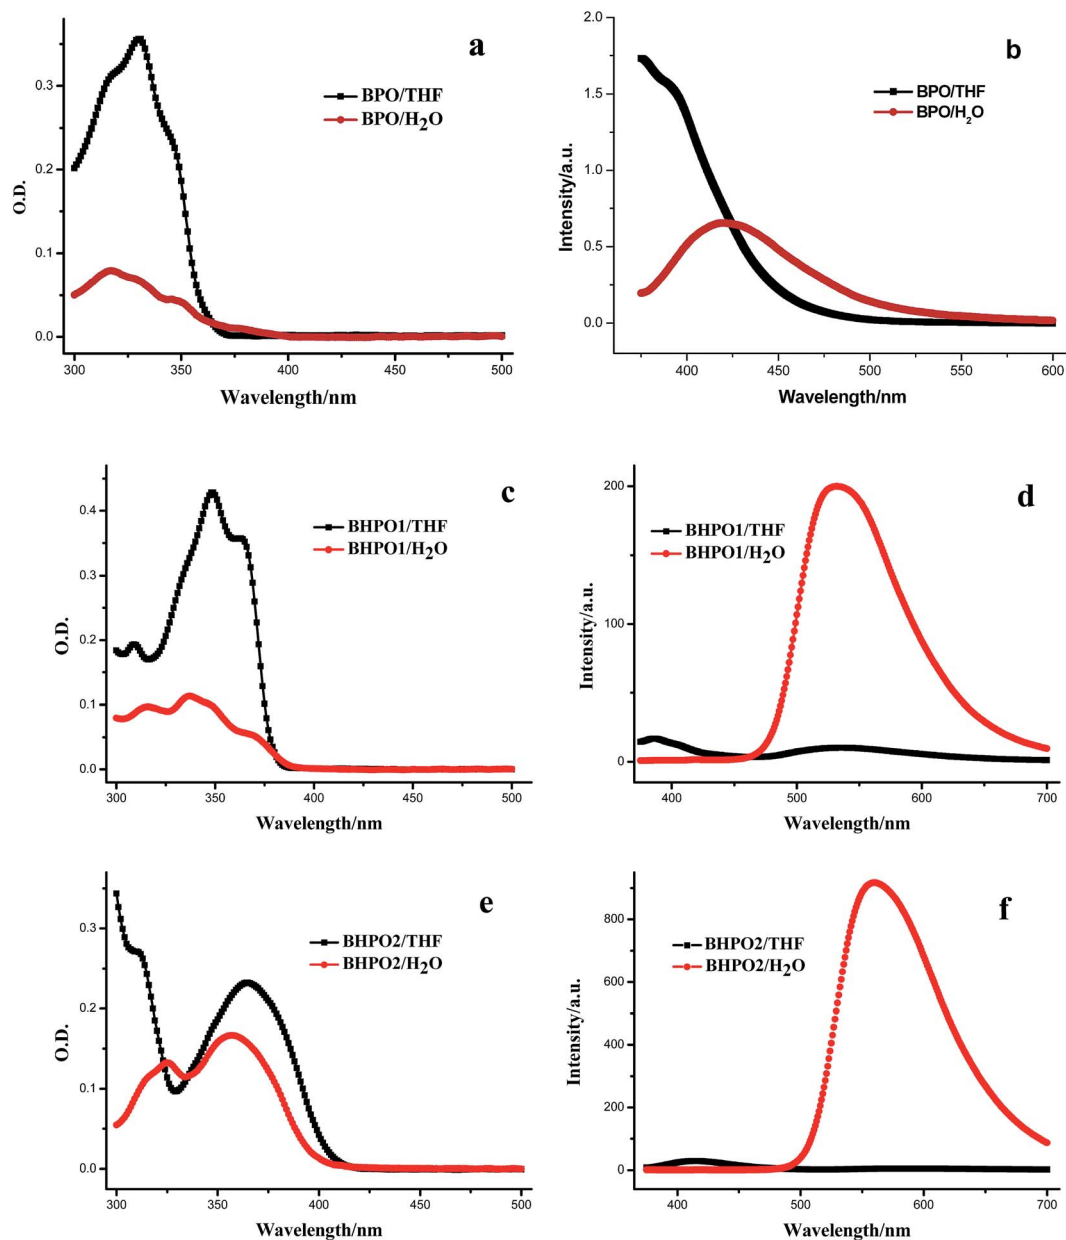 a
BPO/THF
BPO/H2O
O.D.
0.3
0.2
0.1
0.0
300
350
400
450
500
Wavelength/nm
b
BPO/THF
BPO/H2O
Intensity/a.u.
2.0
1.5
1.0
0.5
0.0
400
450
500
550
600
Wavelength/nm
c
BHPO1/THF
BHPO1/H2O
O.D.
0.4
0.3
0.2
0.1
0.0
300
350
400
450
500
Wavelength/nm
d
BHPO1/THF
BHPO1/H2O
Intensity/a.u.
200
100
0
400
500
600
700
Wavelength/nm
e
BHPO2/THF
BHPO2/H2O
O.D.
0.3
0.2
0.1
0.0
300
350
400
450
500
Wavelength/nm
f
BHPO2/THF
BHPO2/H2O
Intensity/a.u.
800
600
400
200
0
400
500
600
700
Wavelength/nm